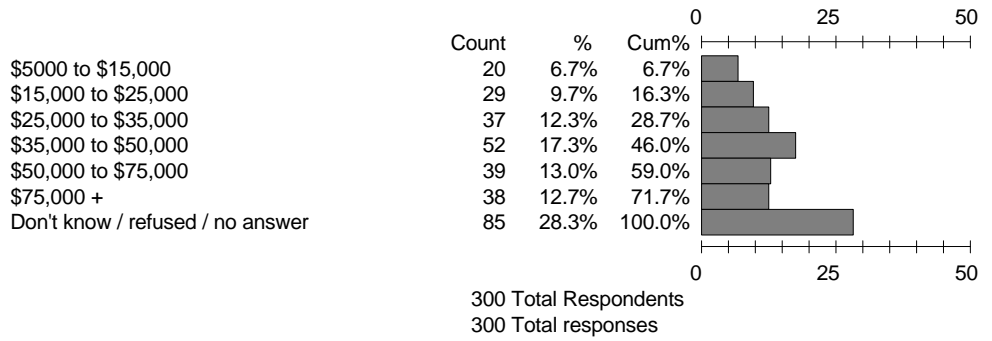 0 25 50
Count % Cum%
$5000 to $15,000 20 6.7% 6.7%
$15,000 to $25,000 29 9.7% 16.3%
$25,000 to $35,000 37 12.3% 28.7%
$35,000 to $50,000 52 17.3% 46.0%
$50,000 to $75,000 39 13.0% 59.0%
$75,000 + 38 12.7% 71.7%
Don't know / refused / no answer 85 28.3% 100.0%
0 25 50
300 Total Respondents
300 Total responses